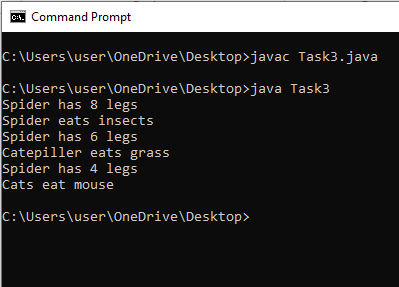 Command Prompt
C:\Users\user\OneDrive\Desktop>javac Task3.java
C:\Users\user\OneDrive\Desktop>java Task3
Spider has 8 legs
Spider eats insects
Spider has 6 legs
Catepiller eats grass
Spider has 4 legs
Cats eat mouse
C:\Users\user\OneDrive\Desktop>